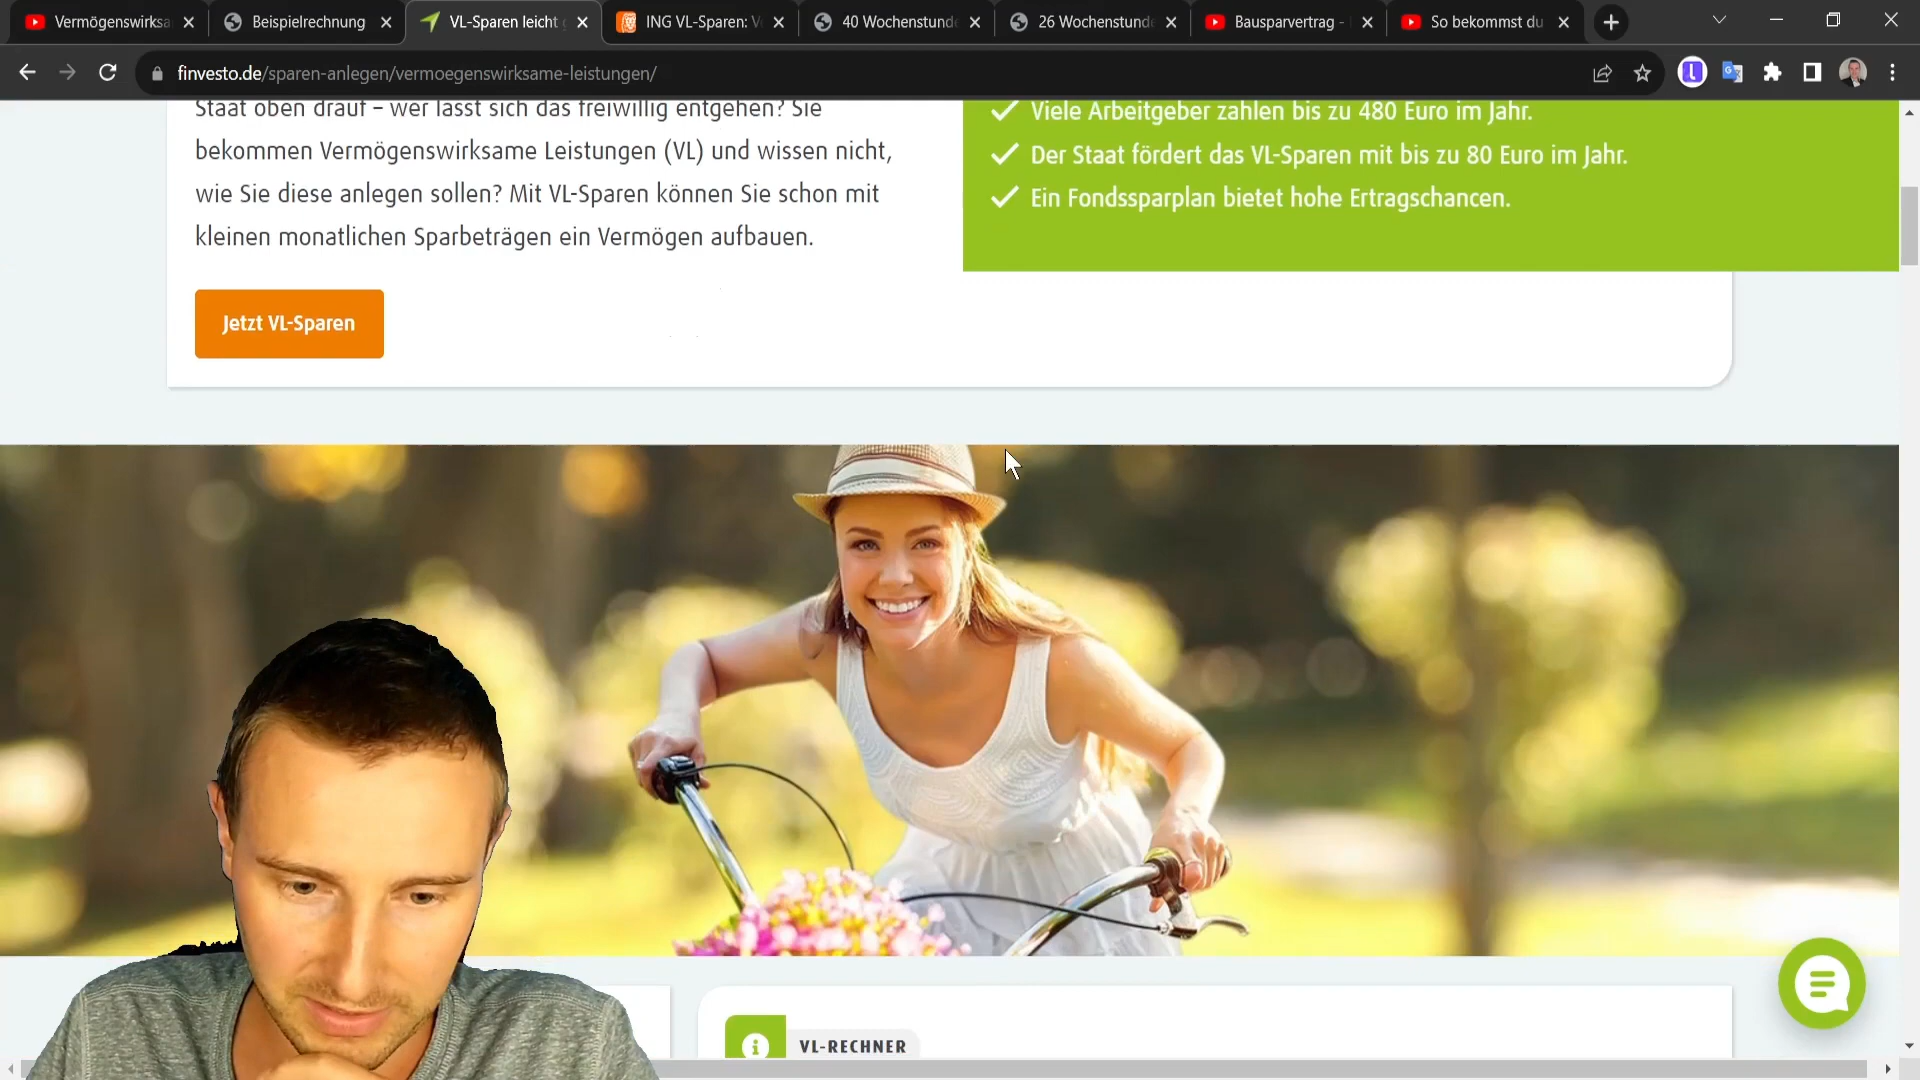 Vermögenswirksa
Beispielrechnung
VL-Sparen leicht g
ING VL-Sparen: V
40 Wochenstunde
26 Wochenstunde
Bausparvertrag -
So bekommst du
finvesto.de/sparen-anlegen/vermoegenswirksame-leistungen/
Staat oben drauf – wer lässt sich das freiwillig entgehen? Sie
bekommen Vermögenswirksame Leistungen (VL) und wissen nicht,
wie Sie diese anlegen sollen? Mit VL-Sparen können Sie schon mit
kleinen monatlichen Sparbeträgen ein Vermögen aufbauen.
Jetzt VL-Sparen
Viele Arbeitgeber zahlen bis zu 480 Euro im Jahr.
Der Staat fördert das VL-Sparen mit bis zu 80 Euro im Jahr.
Ein Fondssparplan bietet hohe Ertragschancen.
VL-RECHNER